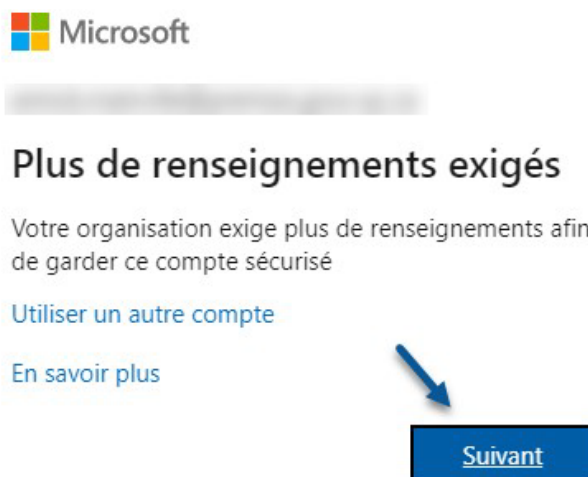 Microsoft
Plus de renseignements exigés
Votre organisation exige plus de renseignements afin
de garder ce compte sécurisé
Utiliser un autre compte
En savoir plus
Suivant